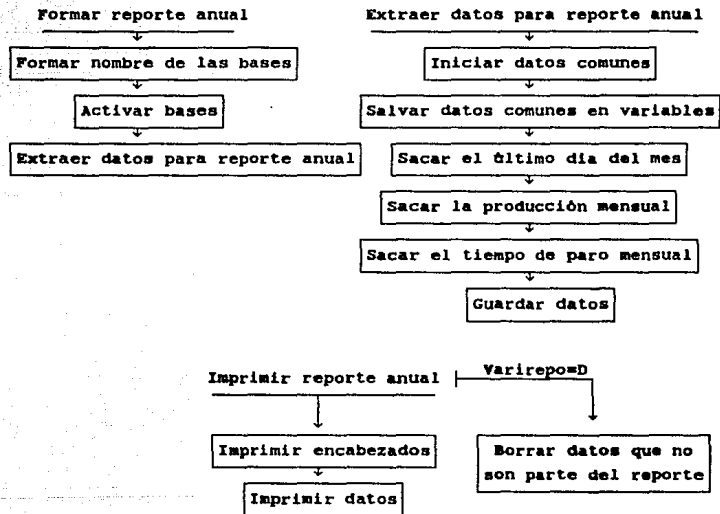 Formar reporte anual
Formar nombre de las bases
Activar bases
Extraer datos para reporte anual
Extraer datos para reporte anual
Iniciar datos comunes
Salvar datos comunes en variables
Sacar el último dia del mes
Sacar la producción mensual
Sacar el tiempo de paro mensual
Guardar datos
Imprimir reporte anual
Varirepo=D
Imprimir encabezados
Imprimir datos
Borrar datos que no
son parte del reporte